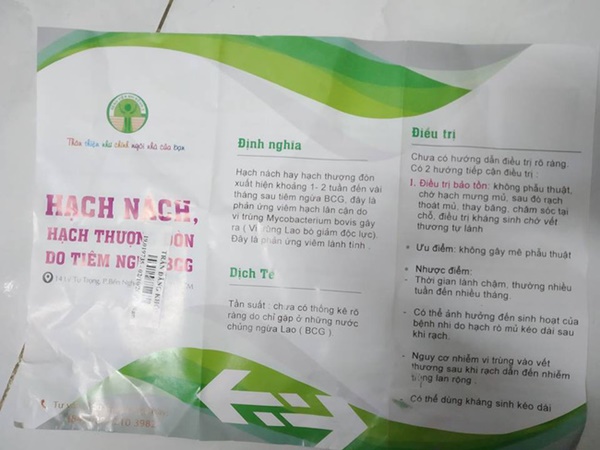 Thân thiện như chính ngôi nhà của bạn
HẠCH NÁCH,
HẠCH THƯỢNG ĐÒN
DO TIÊM NGỪA BCG
Lý Tự Trọng, P. Bến
TRẦN ĐĂNG
Tư
3982
Định nghĩa
Hạch nách hay hạch thượng đòn
xuất hiện khoảng 1- 2 tuần đến vài
tháng sau tiêm ngừa BCG, đây là
phản ứng viêm hạch lân cận do
vi trùng Mycobacterium bovis gây
ra ( Vi trùng Lao bò giảm độc lực).
Đây là phản ứng viêm lành tính .
Dịch Tễ
Tần suất : chưa có thống kê rõ
ràng do chỉ gặp ở những nước
chủng ngừa Lao ( BCG ).
Điều trị
Chưa có hướng dẫn điều trị rõ ràng.
Có 2 hướng tiếp cận điều trị :
1. Điều trị bảo tồn: không phẫu thuật,
chờ hạch mưng mủ, sau đó rạch
thoát mủ, thay băng, chăm sóc tại
chỗ, điều trị kháng sinh chờ vết
thương tự lành
• Ưu điểm: không gây mê phẫu thuật
• Nhược điểm:
- Thời gian lành chậm, thường nhiều
tuần đến nhiều tháng.
- Có thể ảnh hưởng đến sinh hoạt của
bệnh nhi do hạch rò mủ kéo dài sau
khi rạch.
- Nguy cơ nhiễm vi trùng vào vết
thương sau khi rạch dẫn đến nhiễm
trùng lan rộng .
- Có thể dùng kháng sinh kéo dài